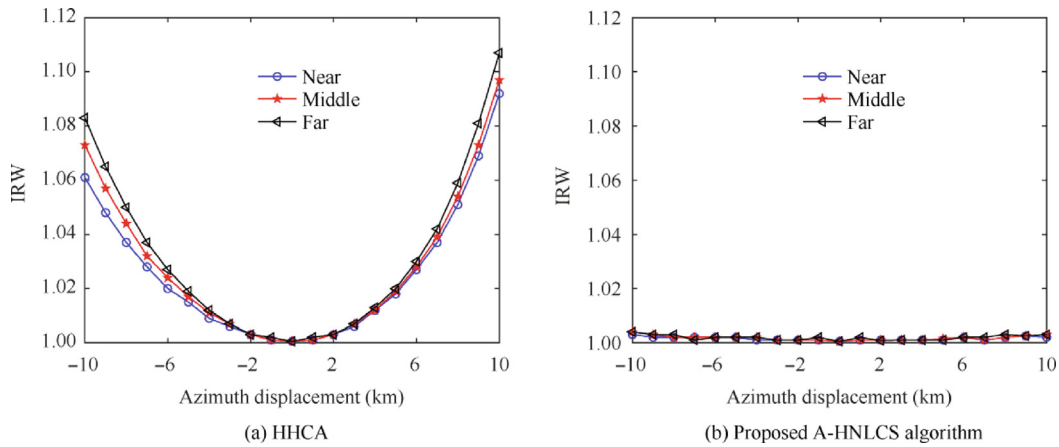 1.12
1.10
1.08
1.06
1.04
1.02
1.00
IRW
Near
Middle
Far
−10
−6
−2
2
6
10
Azimuth displacement (km)
(a) HHCA
1.12
1.10
1.08
1.06
1.04
1.02
1.00
IRW
Near
Middle
Far
−10
−6
−2
2
6
10
Azimuth displacement (km)
(b) Proposed A-HNLCS algorithm